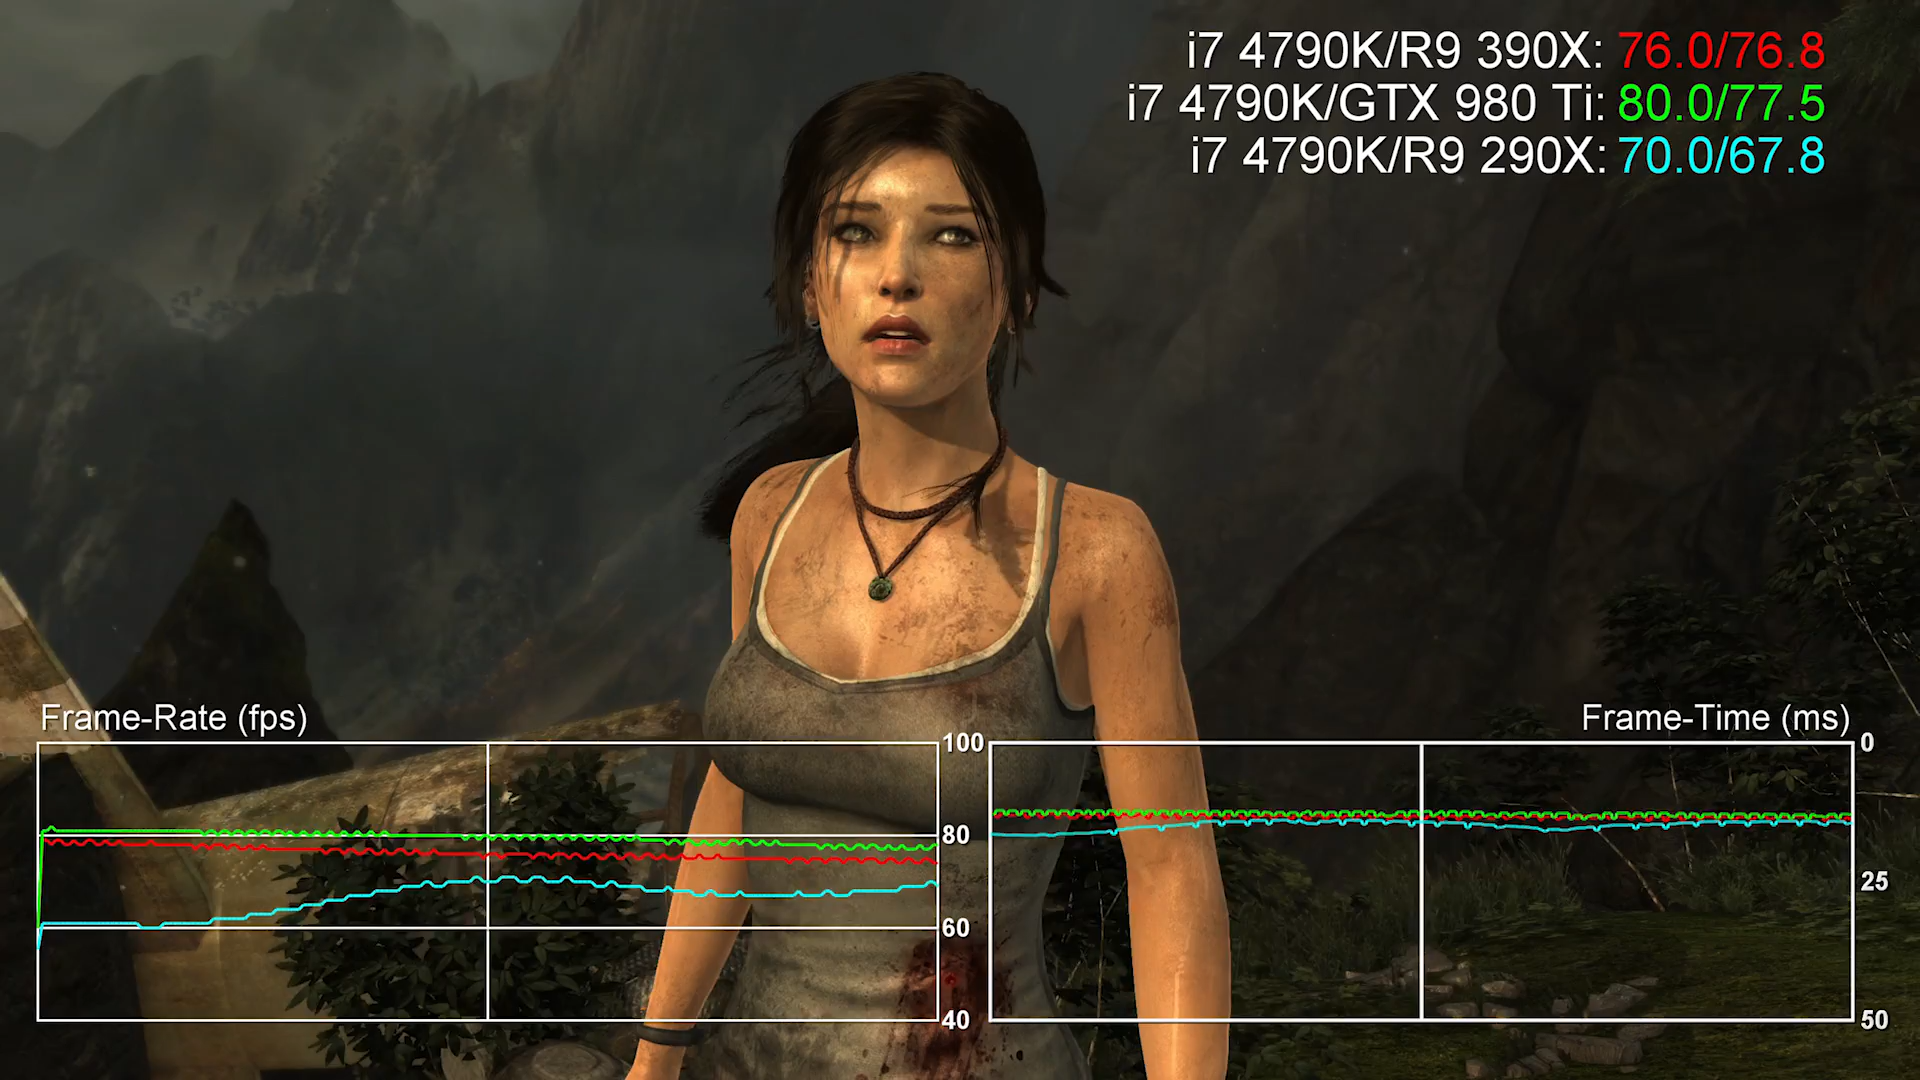 i7 4790K/R9 390X: 76.0/76.8
i7 4790K/GTX 980 Ti: 80.0/77.5
i7 4790K/R9 290X: 70.0/67.8
Frame-Rate (fps)
100
80
60
40
Frame-Time (ms)
0
25
50